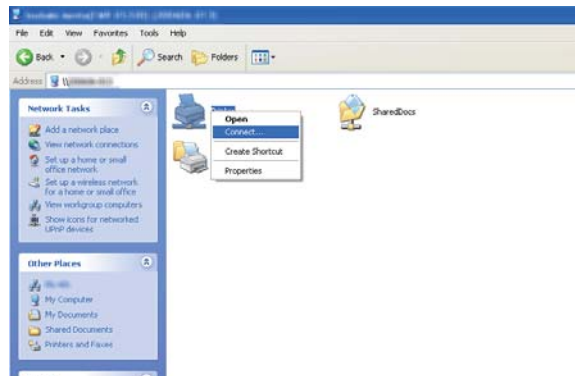 File Edit View Favorites Tools Help
Back Search Folders
Address \\
Network Tasks
Add a network place
View network connections
Set up a home or small
office network
Set up a wireless network
for a home or small office
View workgroup computers
Show icons for networked
UPnP devices
Other Places
My Computer
My Documents
Shared Documents
Printers and Faxes
Open
Connect...
Create Shortcut
Properties
SharedDocs